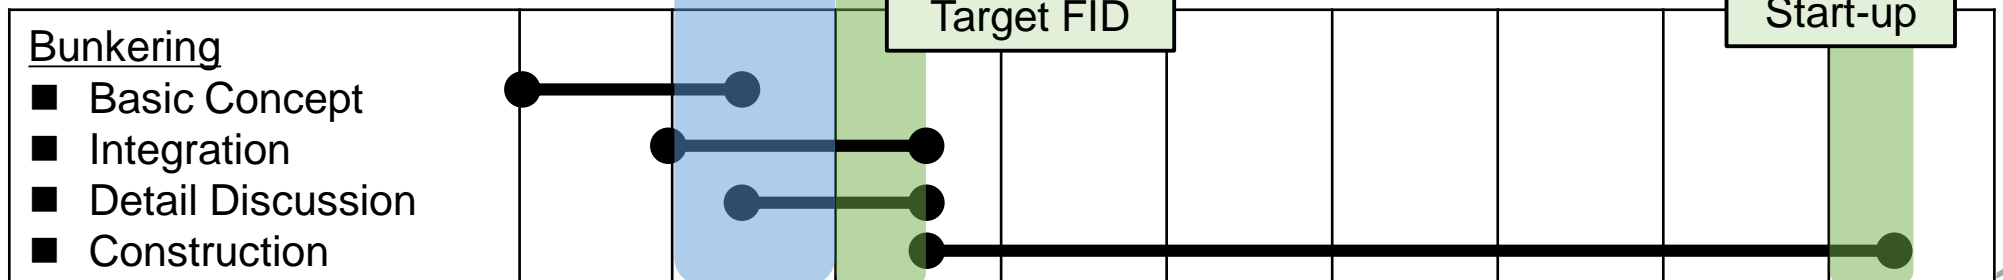 Target FID
Start-up
Bunkering
Basic Concept
Integration
Detail Discussion
Construction